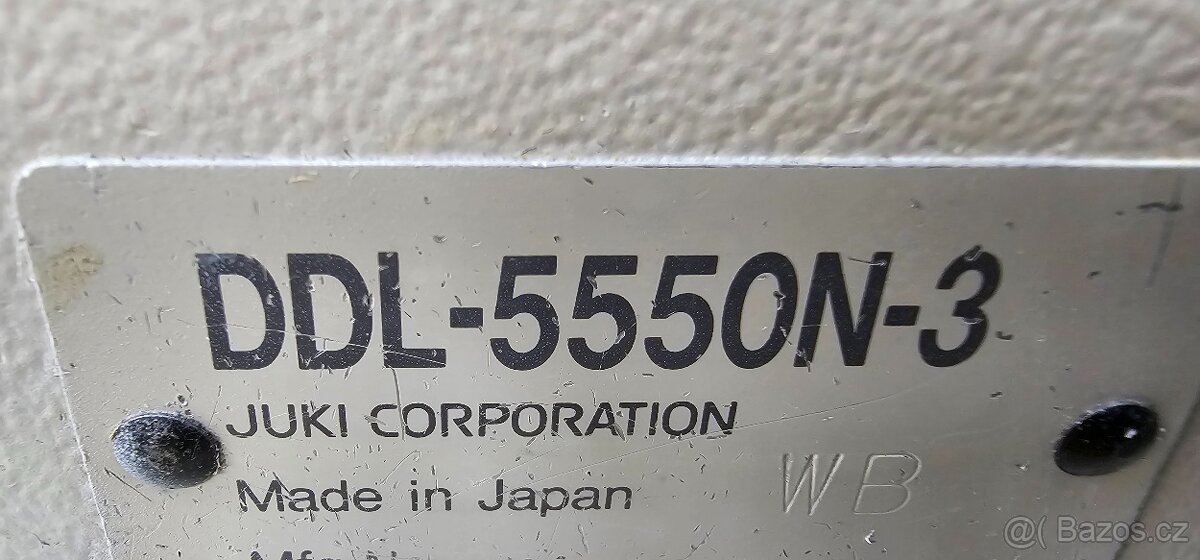 DDL-5550N-3
JUKI CORPORATION
Made in Japan WB
@( Bazos.cz